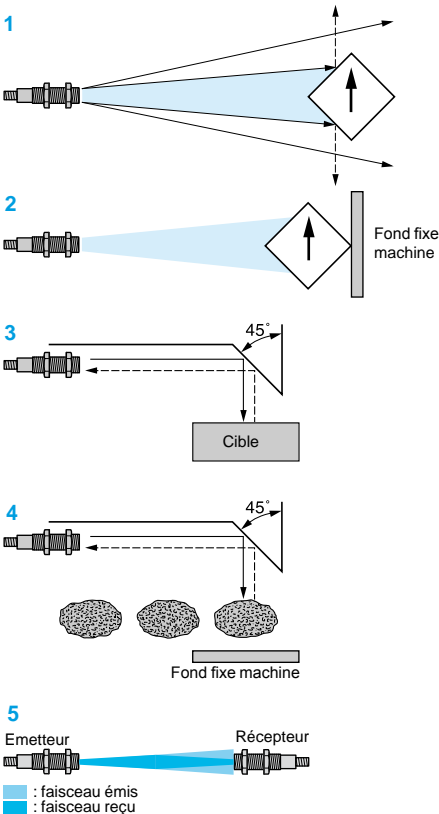 1
2
Fond fixe
machine
3
45°
Cible
4
45°
Fond fixe machine
5
Emetteur
Récepteur
: faisceau émis
: faisceau reçu